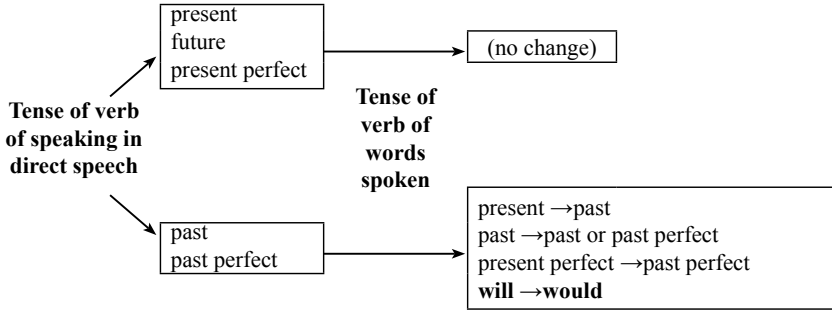 present
future
present perfect
(no change)
Tense of verb
of speaking in
direct speech
Tense of
verb of
words
spoken
past
past perfect
present →past
past →past or past perfect
present perfect →past perfect
will →would